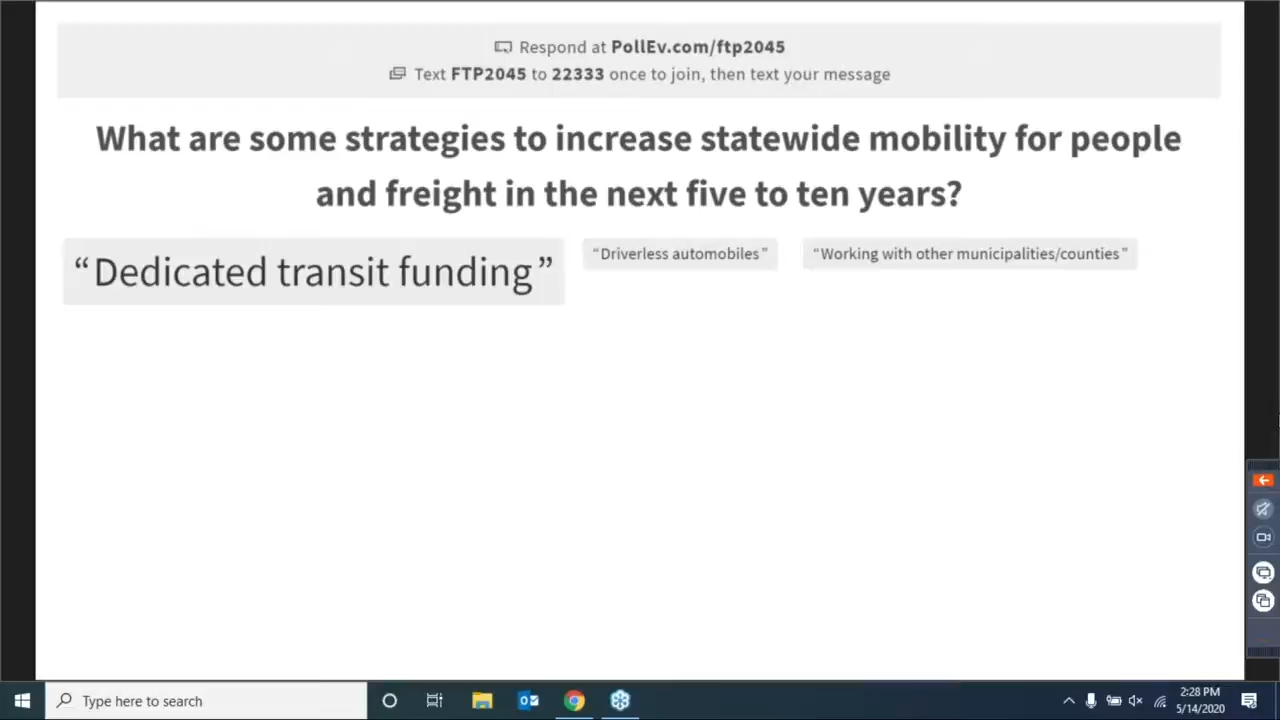 Respond at PollEv.com/ftp2045
Text FTP2045 to 22333 once to join, then text your message
What are some strategies to increase statewide mobility for people
and freight in the next five to ten years?
“Dedicated transit funding”
“Driverless automobiles”
“Working with other municipalities/counties”
Type here to search
2:28 PM
5/14/2020